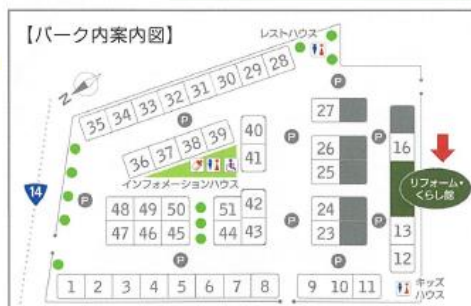 【パーク内案内図】
レストハウス
N
P
35 34 33 32 31 30 29 28
P
27
16
36 37 38 39
40
41
P
P
26
25
リフォーム・
くらし館
インフォメーションハウス
14
P
48 49 50 51 42
47 46 45 44 43
P
P
24
23
13
12
P
P
1 2 3 4 5 6 7 8
9 10 11
キッズ
ハウス